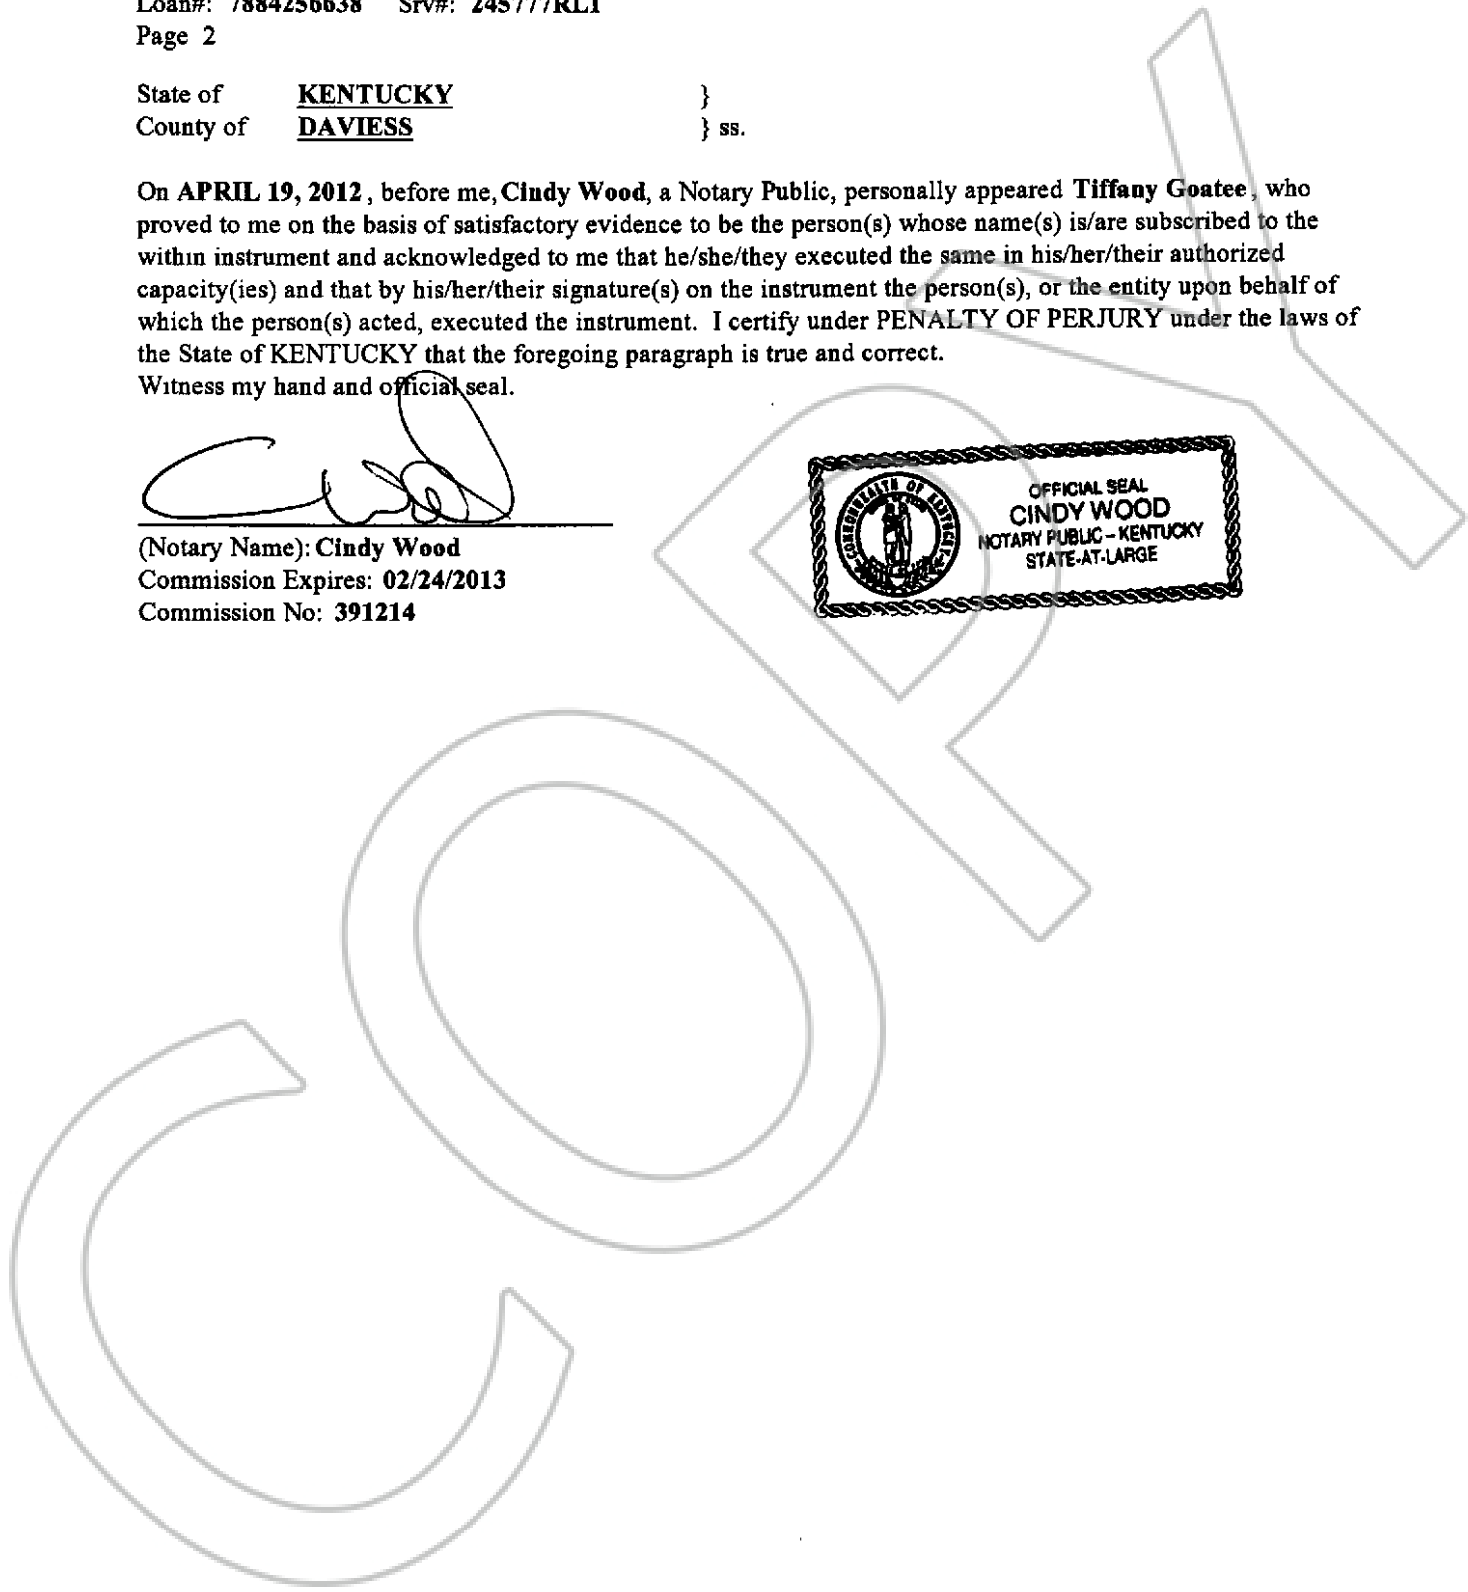 Loan#: 7884256638 Srv#: 245777RL1
Page 2
State of KENTUCKY }
County of DAVIESS } ss.
On APRIL 19, 2012, before me, Cindy Wood, a Notary Public, personally appeared Tiffany Goatee, who
proved to me on the basis of satisfactory evidence to be the person(s) whose name(s) is/are subscribed to the
within instrument and acknowledged to me that he/she/they executed the same in his/her/their authorized
capacity(ies) and that by his/her/their signature(s) on the instrument the person(s), or the entity upon behalf of
which the person(s) acted, executed the instrument. I certify under PENALTY OF PERJURY under the laws of
the State of KENTUCKY that the foregoing paragraph is true and correct.
Witness my hand and official seal.
(Notary Name): Cindy Wood
Commission Expires: 02/24/2013
Commission No: 391214
COMMONWEALTH OF KENTUCKY
OFFICIAL SEAL
CINDY WOOD
NOTARY PUBLIC - KENTUCKY
STATE-AT-LARGE
COPY